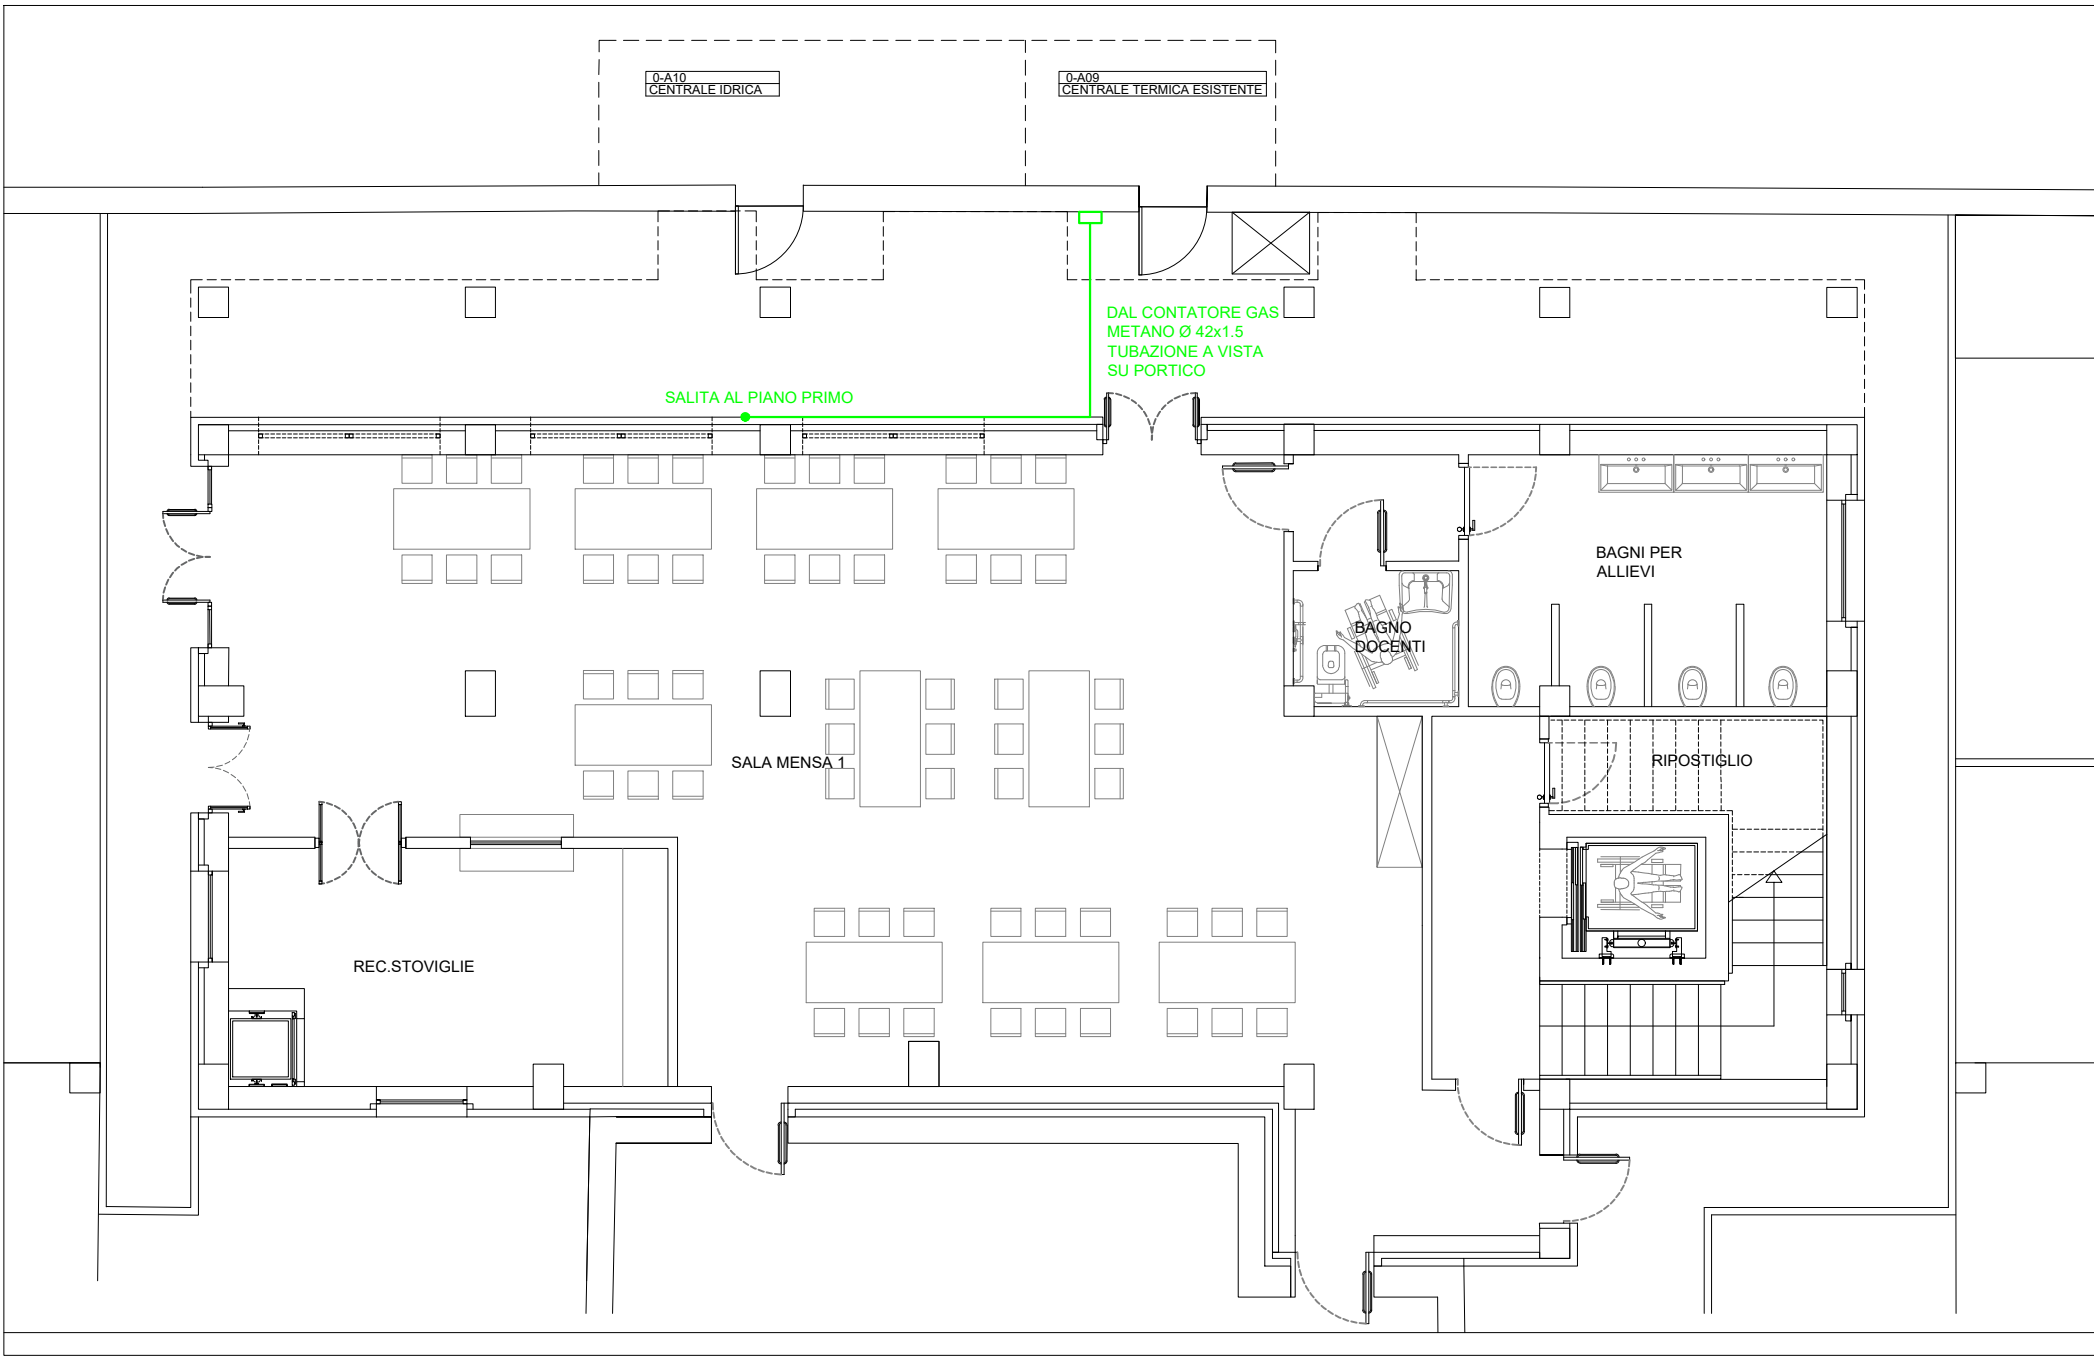 0-A10
CENTRALE IDRICA
0-A09
CENTRALE TERMICA ESISTENTE
DAL CONTATORE GAS
METANO Ø 42x1.5
TUBAZIONE A VISTA
SU PORTICO
SALITA AL PIANO PRIMO
BAGNI PER
ALLIEVI
BAGNO
DOCENTI
SALA MENSA 1
RIPOSTIGLIO
REC.STOVIGLIE